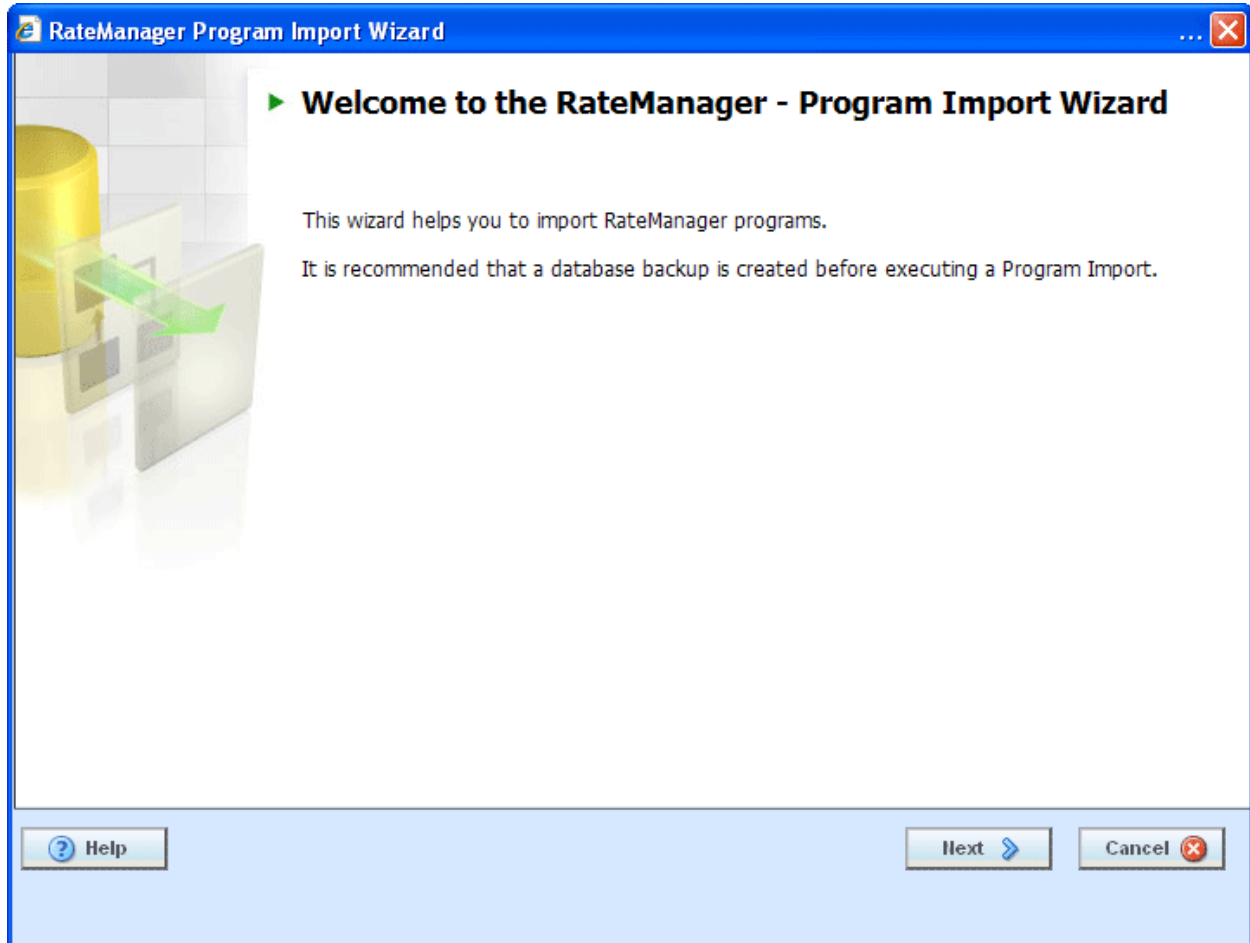 RateManager Program Import Wizard ...
Welcome to the RateManager - Program Import Wizard
This wizard helps you to import RateManager programs.
It is recommended that a database backup is created before executing a Program Import.
Help Next Cancel